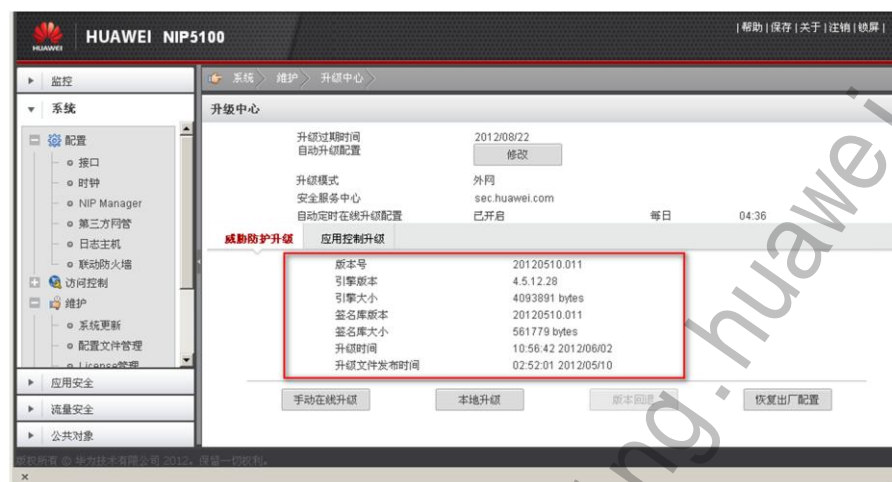 HUAWEI
HUAWEI NIP5100
|帮助|保存|关于|注销|锁屏|
监控
系统
配置
接口
时钟
NIP Manager
第三方网管
日志主机
联动防火墙
访问控制
维护
系统更新
配置文件管理
License管理
应用安全
流量安全
公共对象
系统 维护 升级中心
升级中心
升级过期时间 2012/08/22
自动升级配置 修改
升级模式 外网
安全服务中心 sec.huawei.com
自动定时在线升级配置 已开启 每日 04:36
威胁防护升级 应用控制升级
版本号 20120510.011
引擎版本 4.5.12.28
引擎大小 4093891 bytes
签名库版本 20120510.011
签名库大小 561779 bytes
升级时间 10:56:42 2012/06/02
升级文件发布时间 02:52:01 2012/05/10
手动在线升级 本地升级 版本回退 恢复出厂配置
版权所有 © 华为技术有限公司 2012。保留一切权利。
ng.huawei